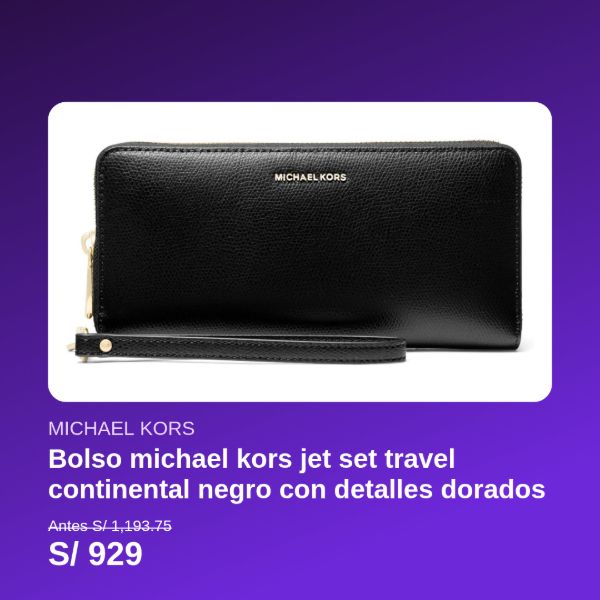 MICHAEL KORS
MICHAEL KORS
Bolso michael kors jet set travel
continental negro con detalles dorados
Antes S/ 1,193.75
S/ 929